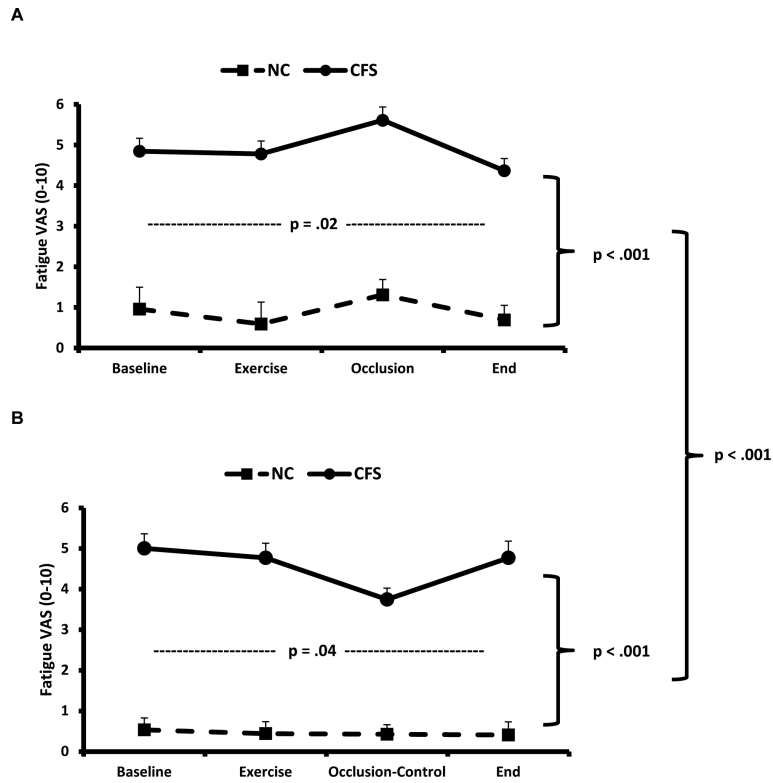 A
NC CFS
Fatigue VAS (0-10)
6
5
4
3
2
1
0
p = .02
p < .001
Baseline Exercise Occlusion End
p < .001
B
NC CFS
Fatigue VAS (0-10)
6
5
4
3
2
1
0
p = .04
p < .001
Baseline Exercise Occlusion-Control End